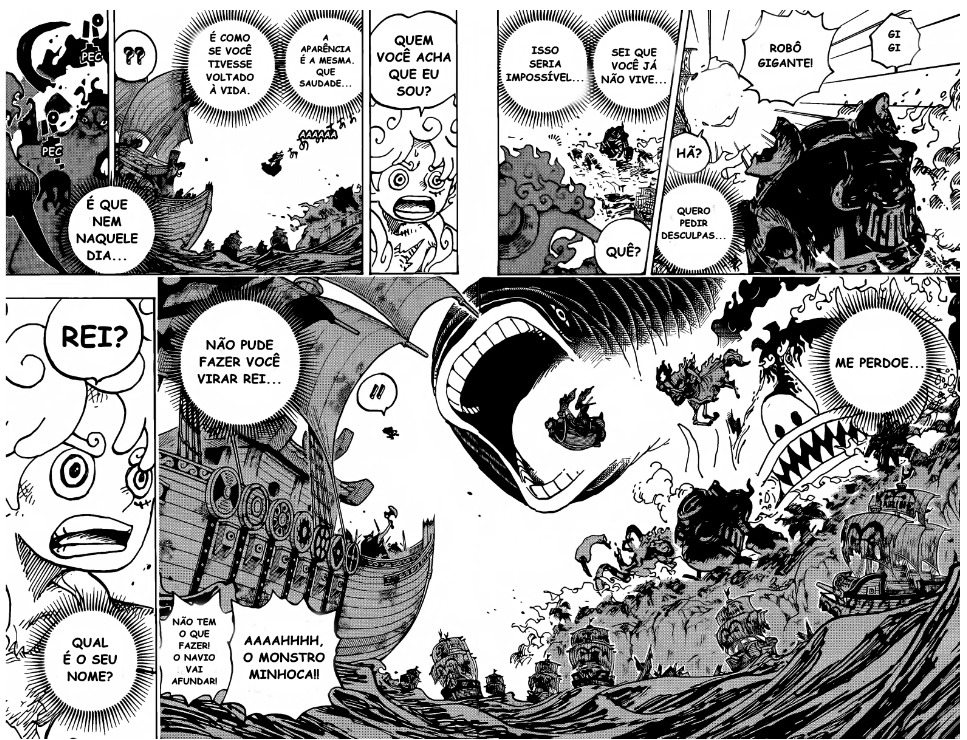 GI
GI
ROBÔ
GIGANTE!
HÃ?
QUERO
PEDIR
DESCULPAS...
SEI QUE
VOCÊ JÁ
NÃO VIVE...
ISSO
SERIA
IMPOSSÍVEL...
QUÊ?
QUEM
VOCÊ ACHA
QUE EU
SOU?
A
APARÊNCIA
É A MESMA.
QUE
SAUDADE...
AAAAAA
É COMO
SE VOCÊ
TIVESSE
VOLTADO
À VIDA.
??
PEG
PEG
É QUE
NEM
NAQUELE
DIA...
ME PERDOE...
!!
NÃO PUDE
FAZER VOCÊ
VIRAR REI...
AAAAHHHH,
O MONSTRO
MINHOCA!!
NÃO TEM
O QUE
FAZER!
O NAVIO
VAI
AFUNDAR!
REI?
QUAL
É O SEU
NOME?